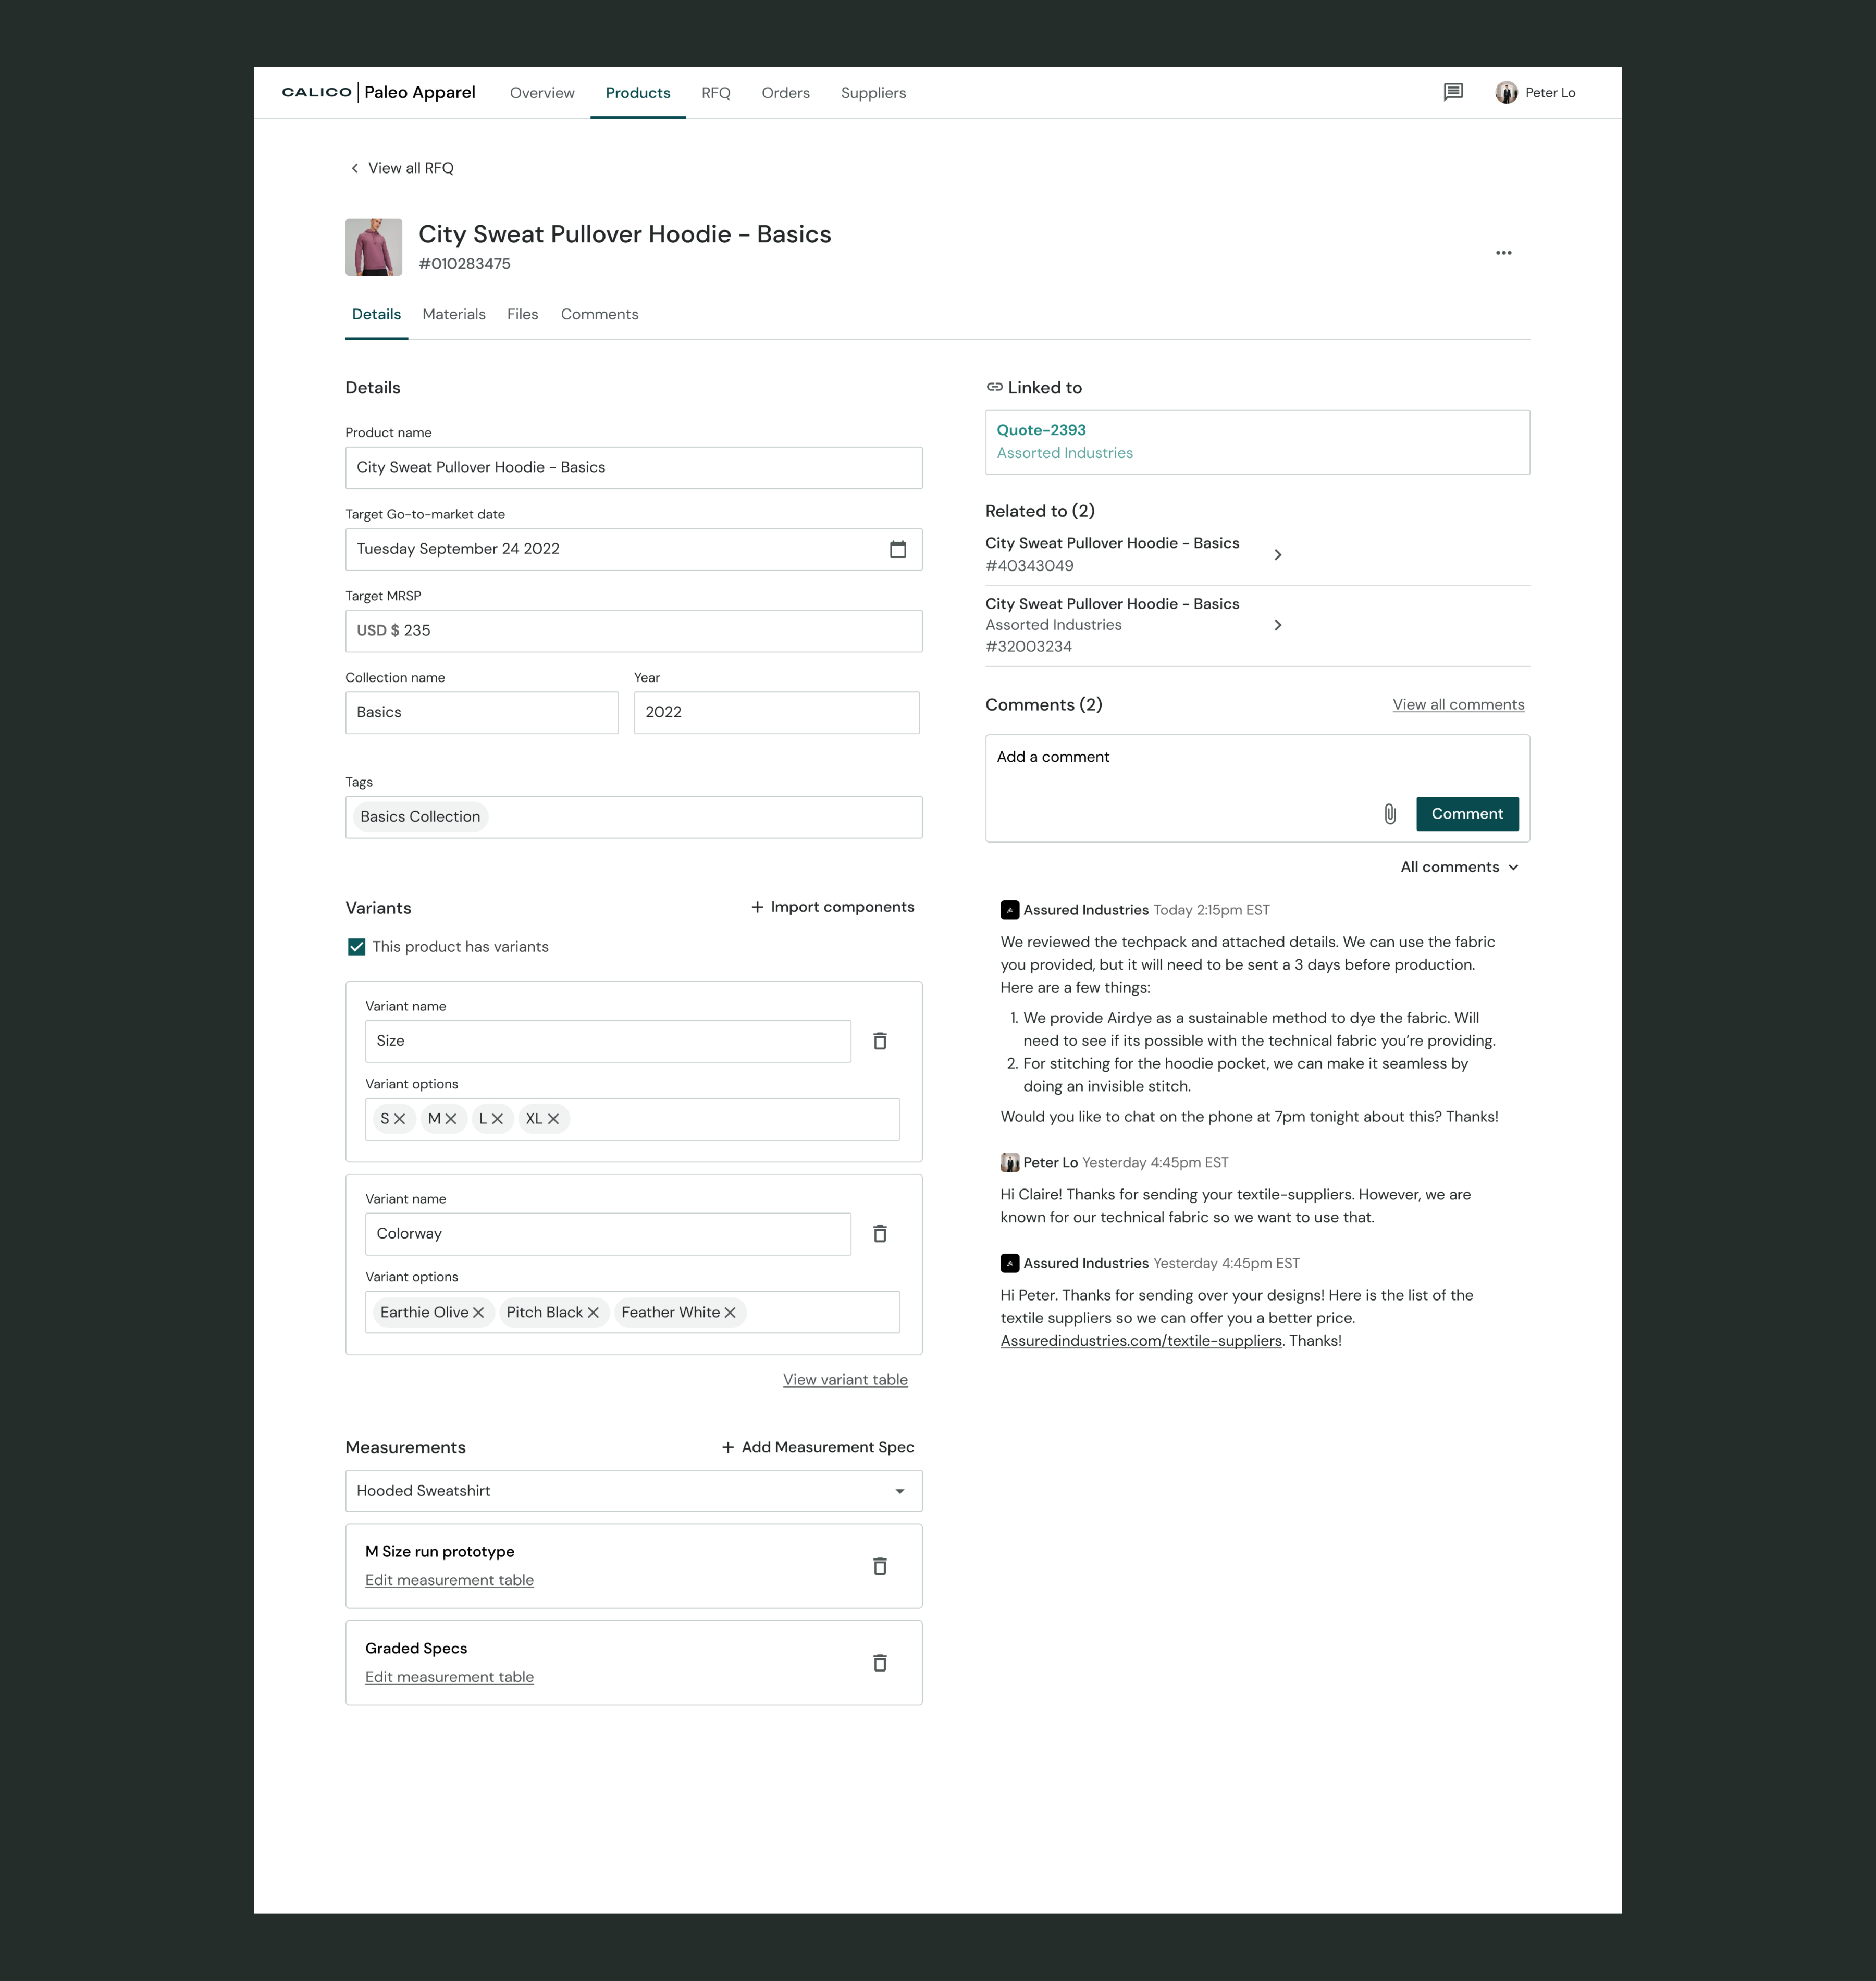 CALICO | Paleo Apparel Overview Products RFQ Orders Suppliers Peter Lo
View all RFQ
City Sweat Pullover Hoodie - Basics
#010283475
Details Materials Files Comments
Details
Product name
City Sweat Pullover Hoodie - Basics
Target Go-to-market date
Tuesday September 24 2022
Target MRSP
USD $ 235
Collection name Year
Basics 2022
Tags
Basics Collection
Variants + Import components
This product has variants
Variant name
Size
Variant options
S M L XL
Variant name
Colorway
Variant options
Earthie Olive Pitch Black Feather White
View variant table
Measurements + Add Measurement Spec
Hooded Sweatshirt
M Size run prototype
Edit measurement table
Graded Specs
Edit measurement table
Linked to
Quote-2393
Assorted Industries
Related to (2)
City Sweat Pullover Hoodie - Basics
#40343049
City Sweat Pullover Hoodie - Basics
Assorted Industries
#32003234
Comments (2) View all comments
Add a comment
Comment
All comments
Assured Industries Today 2:15pm EST
We reviewed the techpack and attached details. We can use the fabric
you provided, but it will need to be sent a 3 days before production.
Here are a few things:
1. We provide Airdye as a sustainable method to dye the fabric. Will
need to see if its possible with the technical fabric you’re providing.
2. For stitching for the hoodie pocket, we can make it seamless by
doing an invisible stitch.
Would you like to chat on the phone at 7pm tonight about this? Thanks!
Peter Lo Yesterday 4:45pm EST
Hi Claire! Thanks for sending your textile-suppliers. However, we are
known for our technical fabric so we want to use that.
Assured Industries Yesterday 4:45pm EST
Hi Peter. Thanks for sending over your designs! Here is the list of the
textile suppliers so we can offer you a better price.
Assuredindustries.com/textile-suppliers. Thanks!